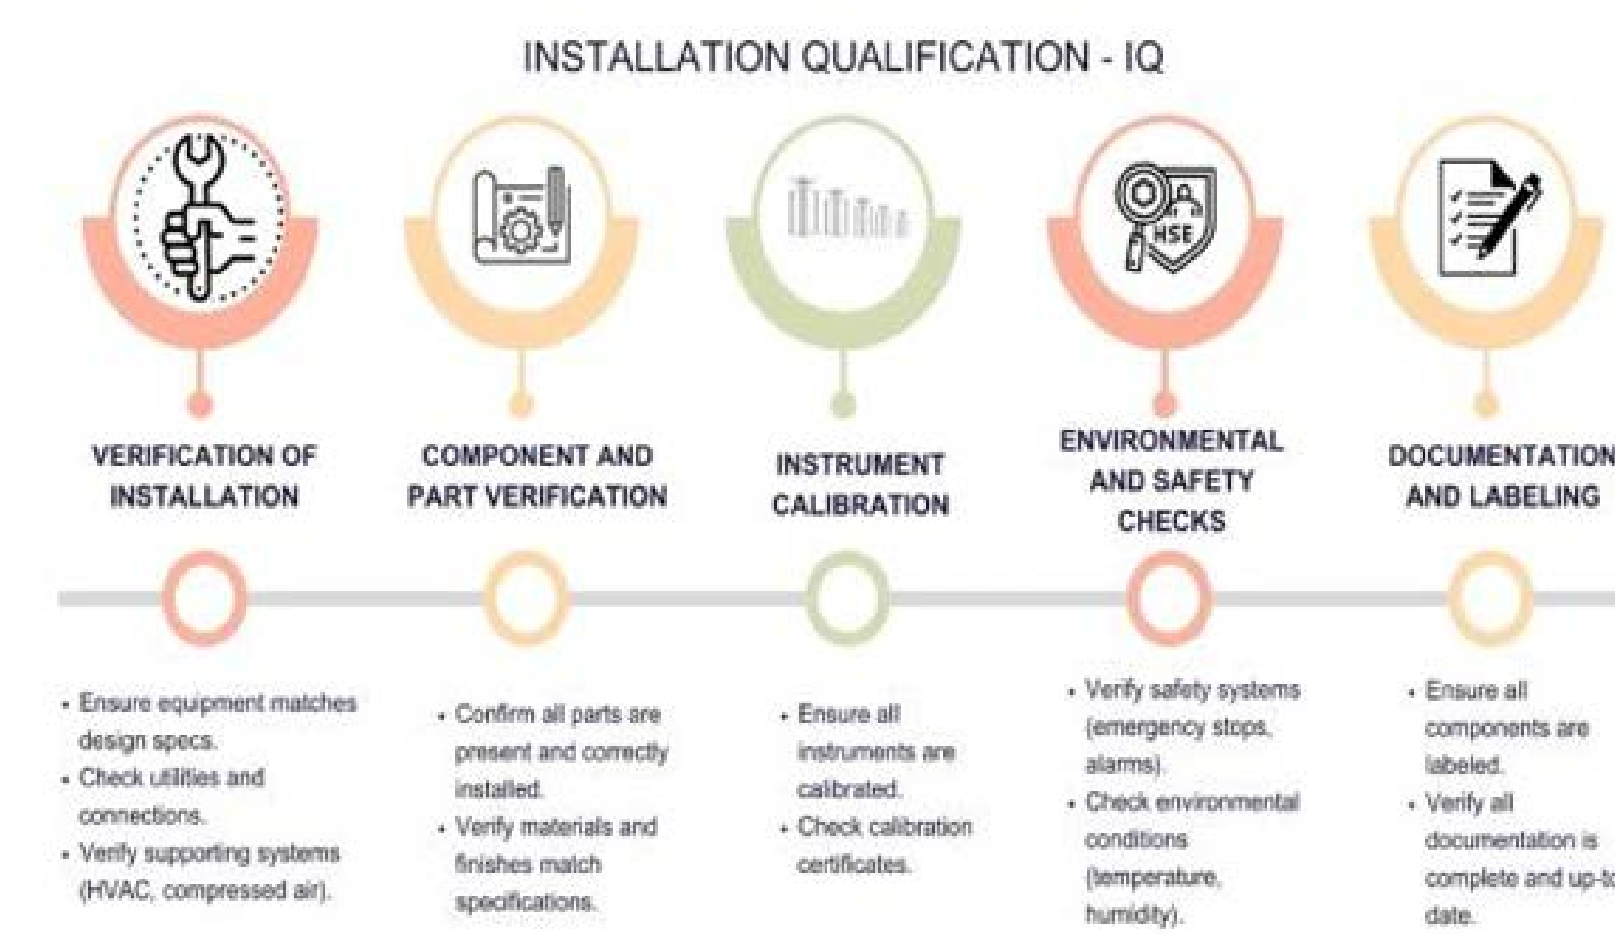 INSTALLATION QUALIFICATION - IQ
HSE
VERIFICATION OF
INSTALLATION
COMPONENT AND
PART VERIFICATION
INSTRUMENT
CALIBRATION
ENVIRONMENTAL
AND SAFETY
CHECKS
DOCUMENTATION
AND LABELING
• Ensure equipment matches
design specs.
• Check utilities and
connections.
• Verify supporting systems
(HVAC, compressed air).
• Confirm all parts are
present and correctly
installed.
• Verify materials and
finishes match
specifications.
• Ensure all
instruments are
calibrated.
• Check calibration
certificates.
• Verify safety systems
(emergency stops,
alarms).
• Check environmental
conditions
(temperature,
humidity).
• Ensure all
components are
labeled.
• Verify all
documentation is
complete and up-to
date.